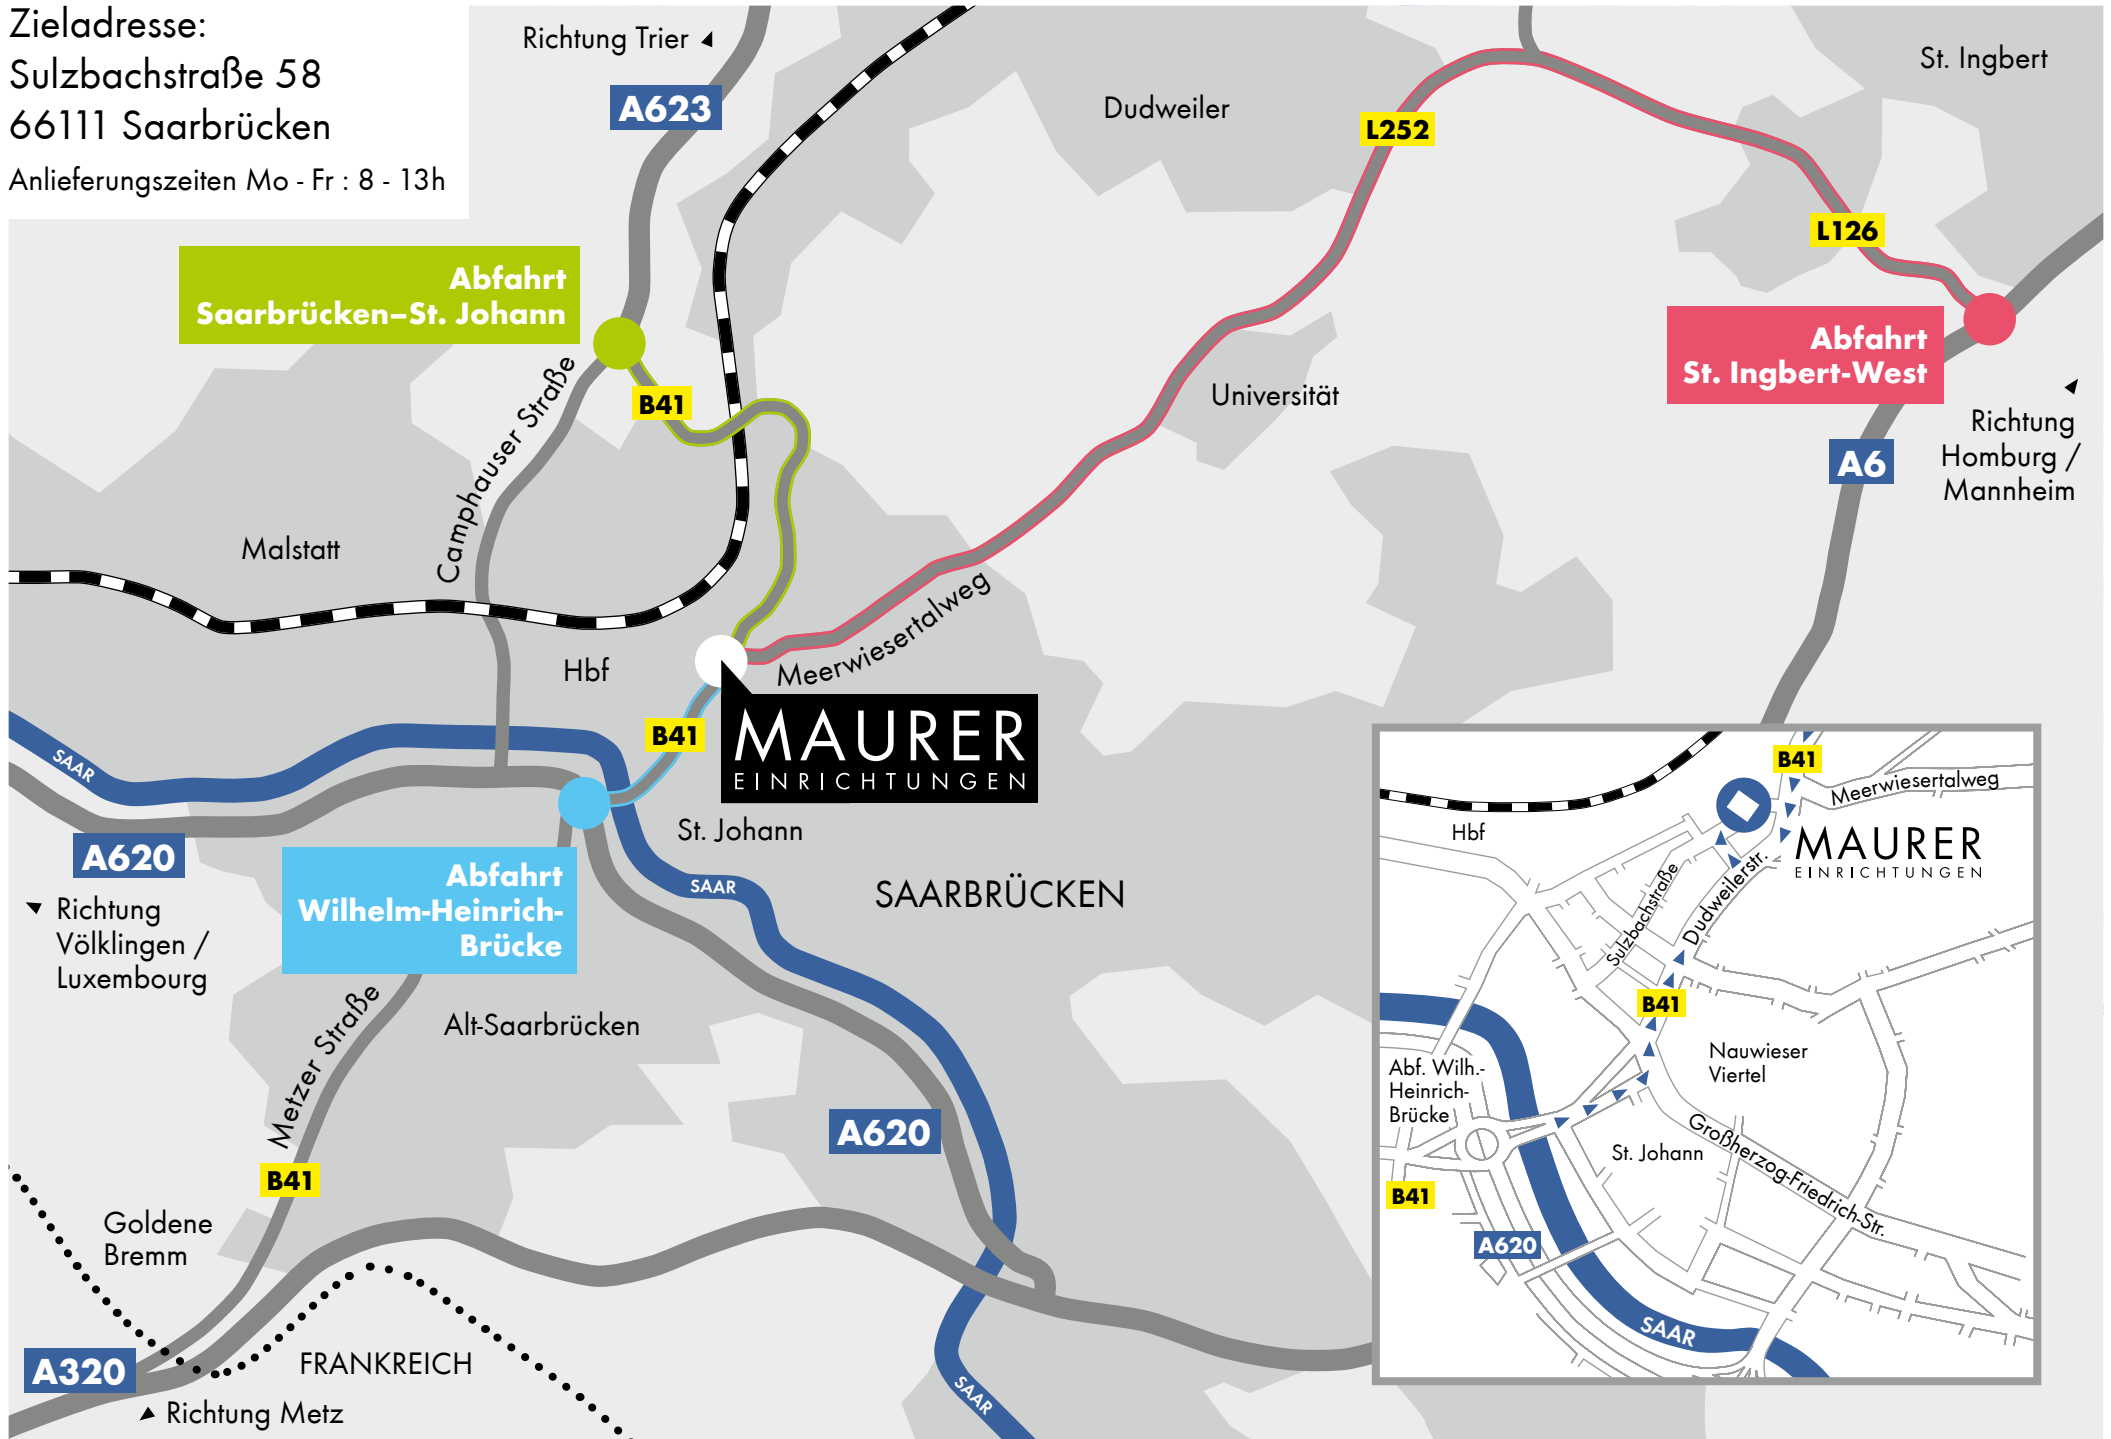 Zieladresse:
Sulzbachstraße 58
66111 Saarbrücken
Anlieferungszeiten Mo - Fr : 8 - 13h
Richtung Trier
A623
Dudweiler
L252
St. Ingbert
L126
Abfahrt
Saarbrücken–St. Johann
B41
Camphauser Straße
Abfahrt
St. Ingbert-West
Universität
Richtung
Homburg /
Mannheim
A6
Malstatt
Hbf
Meerwiesertalweg
B41
MAURER
EINRICHTUNGEN
SAAR
A620
Richtung
Völklingen /
Luxembourg
St. Johann
Abfahrt
Wilhelm-Heinrich-
Brücke
SAAR
SAARBRÜCKEN
Metzer Straße
Alt-Saarbrücken
A620
B41
Goldene
Bremm
A320
FRANKREICH
Richtung Metz
SAAR
B41
Meerwiesertalweg
Hbf
MAURER
EINRICHTUNGEN
Sulzbachstraße
Dudweilerstr.
B41
Nauwieser
Viertel
Abf. Wilh.-
Heinrich-
Brücke
St. Johann
Großherzog-Friedrich-Str.
B41
A620
SAAR